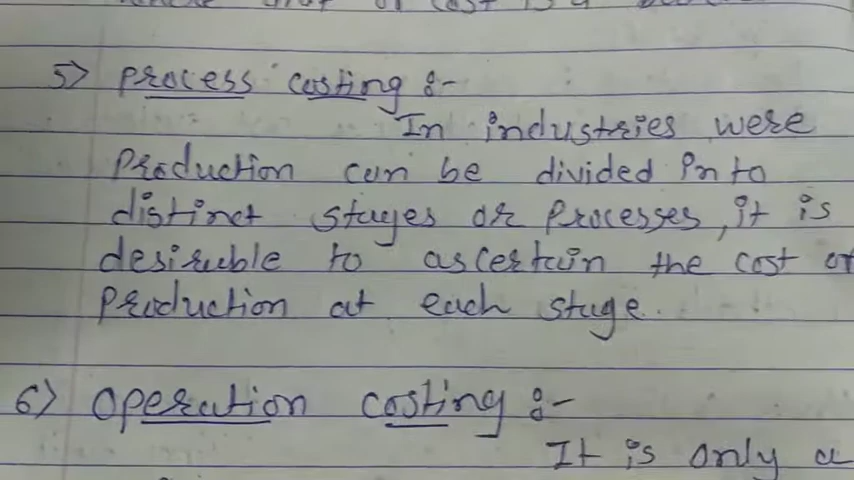 5) Process costing :-
In industries were
Production can be divided into
distinct stages or Processes, it is
desirable to ascertain the cost of
Production at each stage.
6) Operation costing :-
It is only a